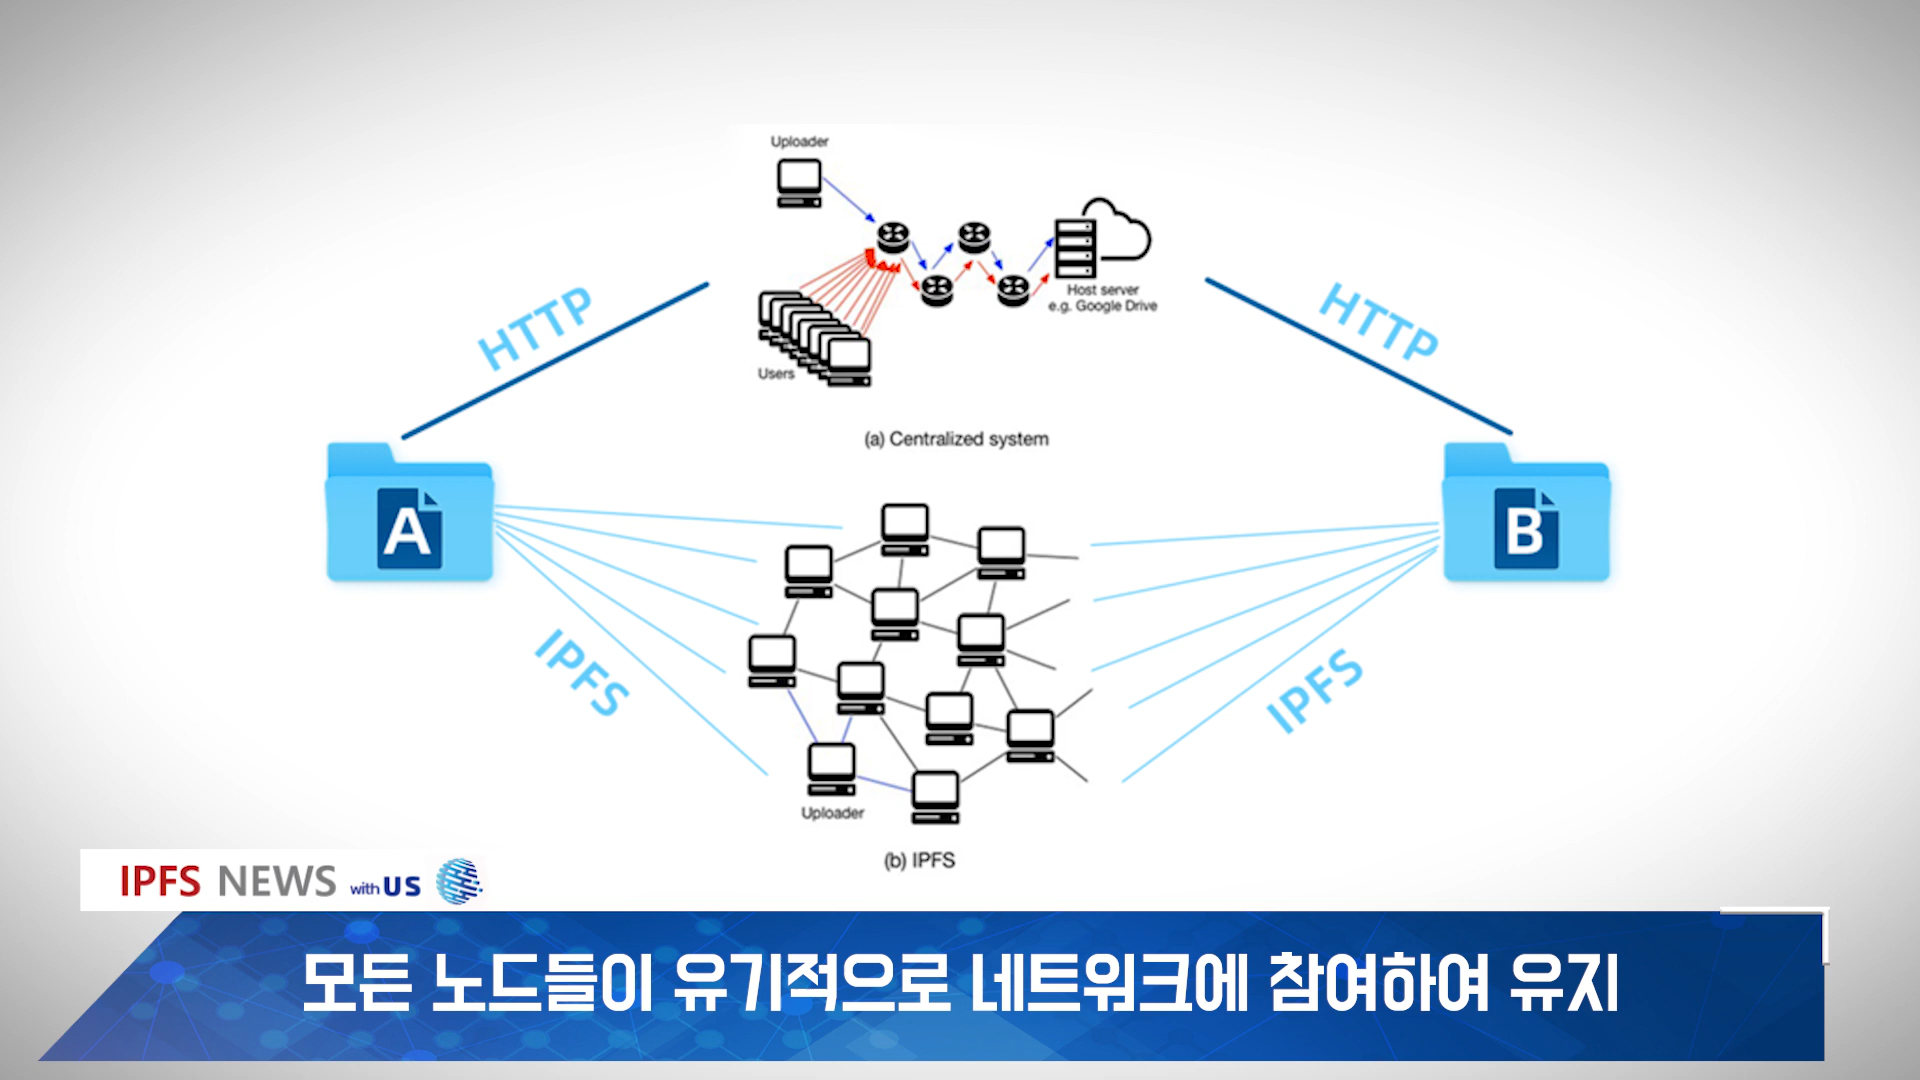 Uploader
Host server
e.g. Google Drive
Users
HTTP
HTTP
(a) Centralized system
A
B
IPFS
IPFS
Uploader
(b) IPFS
IPFS NEWS with US
모든 노드들이 유기적으로 네트워크에 참여하여 유지